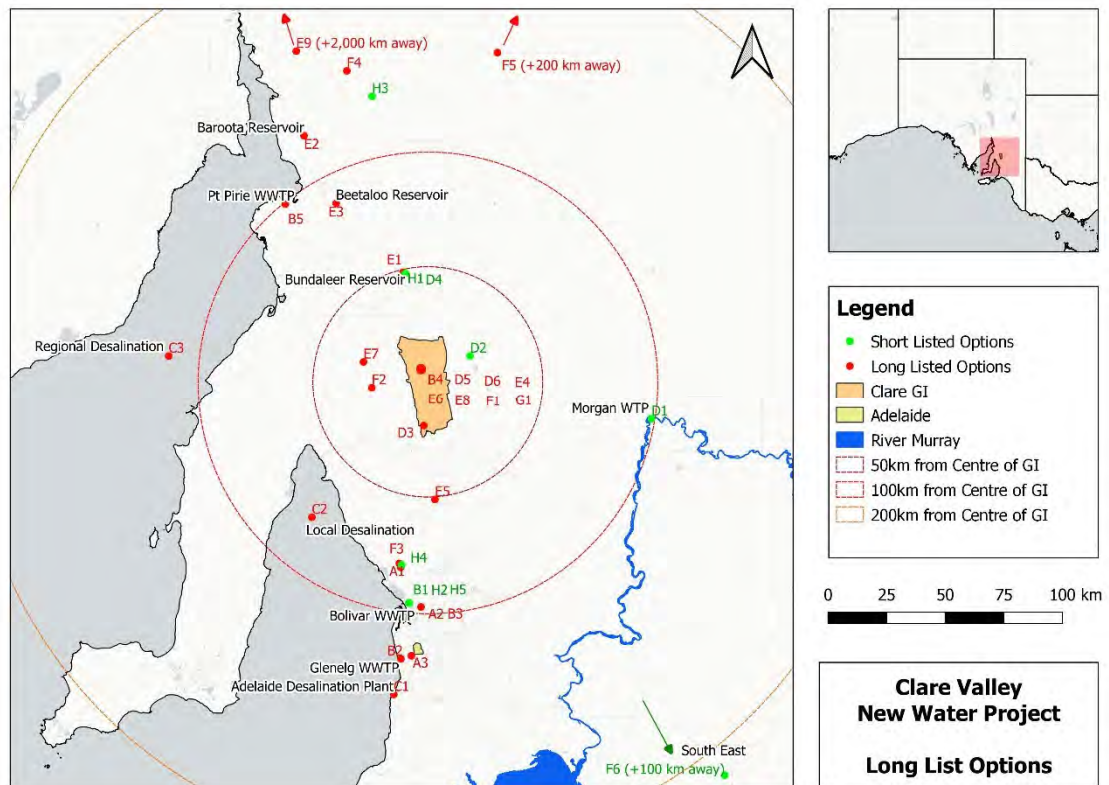 E9 (+2,000 km away)
F4
F5 (+200 km away)
H3
Baroota Reservoir
E2
Pt Pirie WWTP
B5
Beetaloo Reservoir
E3
E1
Bundaleer Reservoir
H1 D4
Regional Desalination
C3
E7
D2
F2
B4 D5 D6 E4
E6 E8 F1 G1
Morgan WTP
D1
D3
F5
C2
Local Desalination
F3
H4
A1
B1 H2 H5
Bolivar WWTP
A2 B3
B2
Glenelg WWTP
A3
Adelaide Desalination Plant
C1
South East
F6 (+100 km away)
Legend
Short Listed Options
Long Listed Options
Clare GI
Adelaide
River Murray
50km from Centre of GI
100km from Centre of GI
200km from Centre of GI
0 25 50 75 100 km
Clare Valley
New Water Project
Long List Options